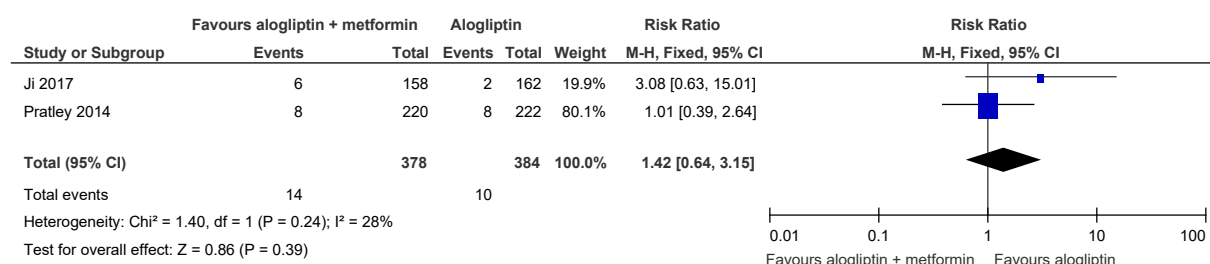 Favours alogliptin + metformin Alogliptin Risk Ratio Risk Ratio
Study or Subgroup Events Total Events Total Weight M-H, Fixed, 95% CI M-H, Fixed, 95% CI
Ji 2017 6 158 2 162 19.9% 3.08 [0.63, 15.01]
Pratley 2014 8 220 8 222 80.1% 1.01 [0.39, 2.64]
Total (95% CI) 378 384 100.0% 1.42 [0.64, 3.15]
Total events 14 10
Heterogeneity: Chi² = 1.40, df = 1 (P = 0.24); I² = 28%
Test for overall effect: Z = 0.86 (P = 0.39)
0.01 0.1 1 10 100
Favours alogliptin + metformin Favours alogliptin